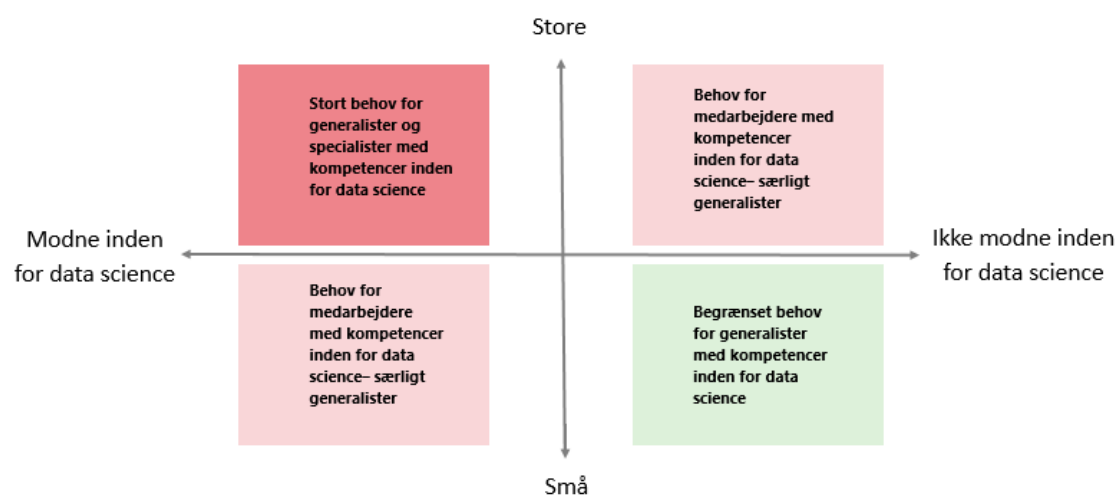 Store
Stort behov for
generalister og
specialister med
kompetencer inden
for data science
Behov for
medarbejdere med
kompetencer
inden for data
science– særligt
generalister
Modne inden
for data science
Ikke modne inden
for data science
Behov for
medarbejdere
med kompetencer
inden for data
science– særligt
generalister
Begrænset behov
for generalister
med kompetencer
inden for data
science
Små